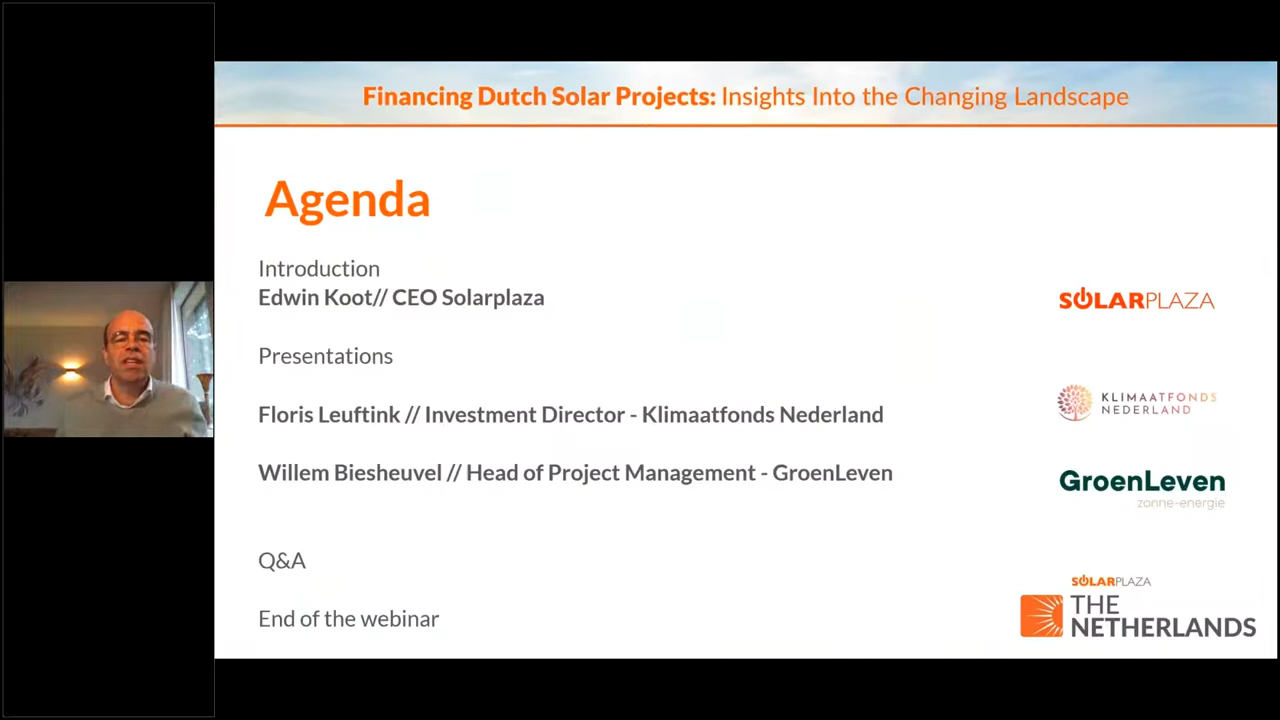 Financing Dutch Solar Projects: Insights Into the Changing Landscape
Agenda
Introduction
Edwin Koot// CEO Solarplaza
SOLARPLAZA
Presentations
Floris Leuftink // Investment Director - Klimaatfonds Nederland
KLIMAATFONDS
NEDERLAND
Willem Biesheuvel // Head of Project Management - GroenLeven
GroenLeven
zonne-energie
Q&A
SOLARPLAZA
THE
NETHERLANDS
End of the webinar